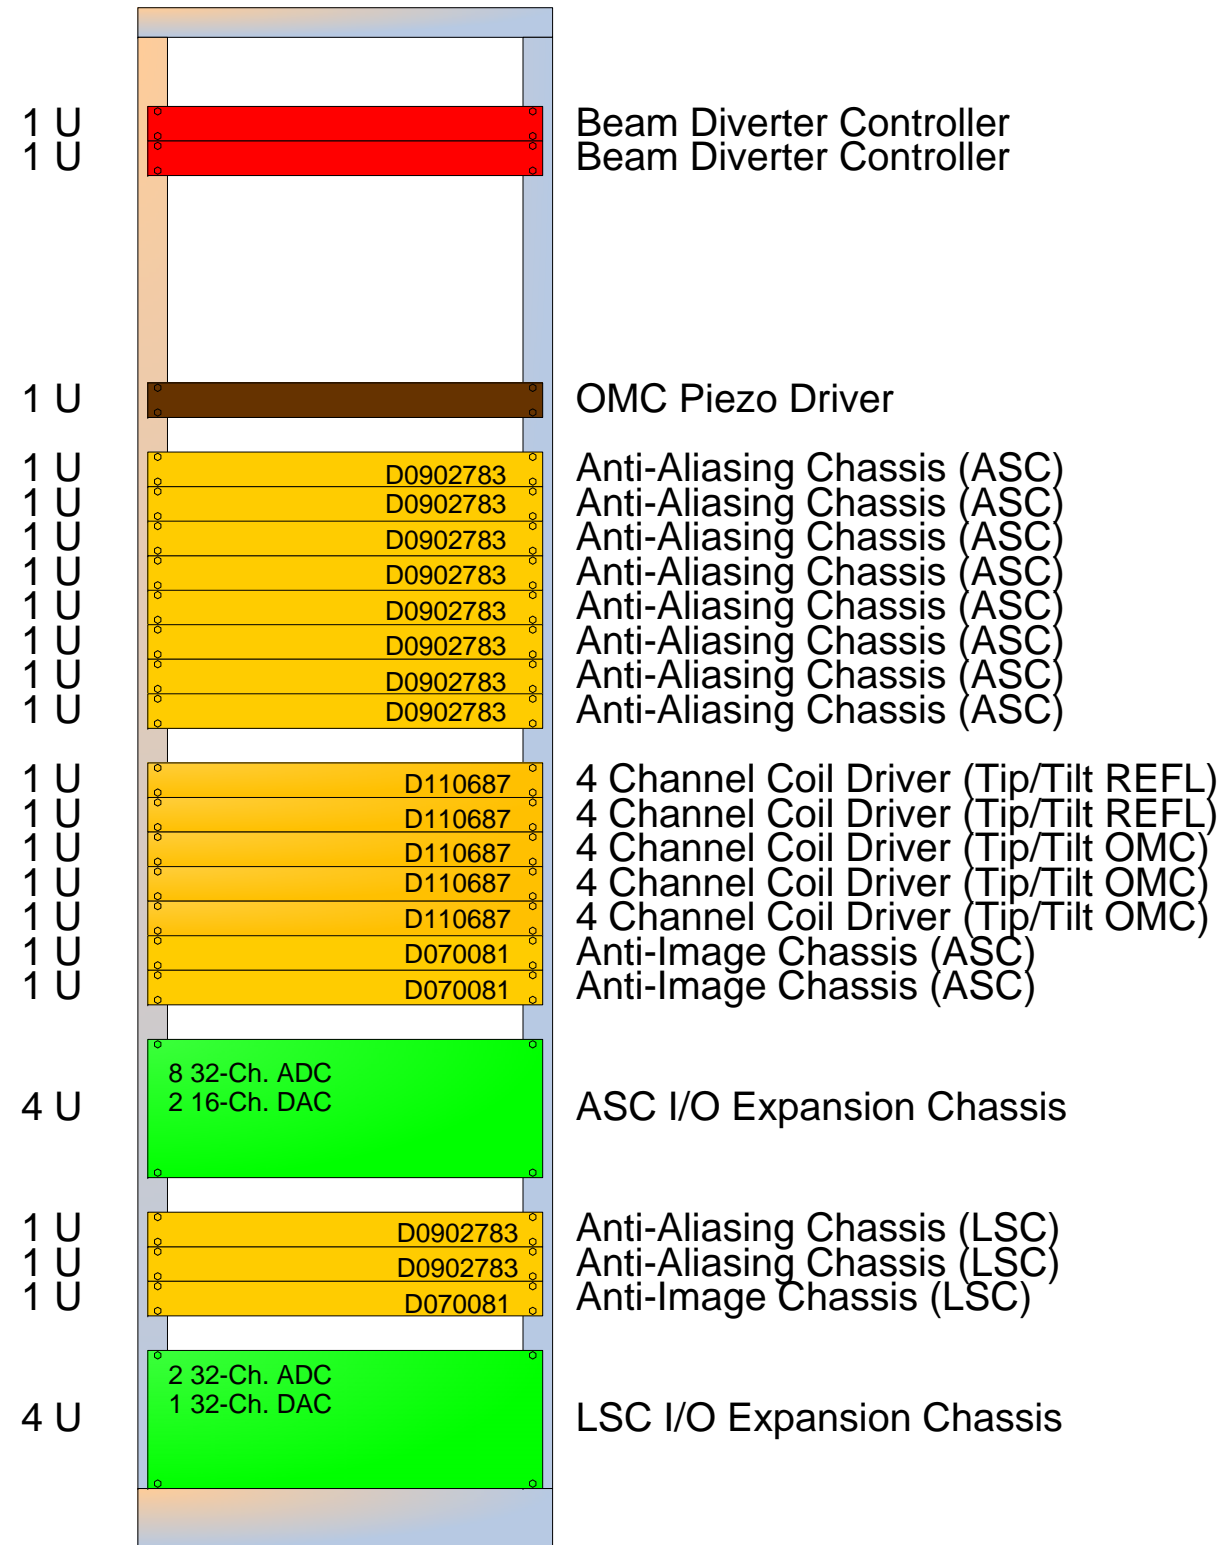 1 U Beam Diverter Controller
1 U Beam Diverter Controller
1 U OMC Piezo Driver
1 U D0902783 Anti-Aliasing Chassis (ASC)
1 U D0902783 Anti-Aliasing Chassis (ASC)
1 U D0902783 Anti-Aliasing Chassis (ASC)
1 U D0902783 Anti-Aliasing Chassis (ASC)
1 U D0902783 Anti-Aliasing Chassis (ASC)
1 U D0902783 Anti-Aliasing Chassis (ASC)
1 U D0902783 Anti-Aliasing Chassis (ASC)
1 U D0902783 Anti-Aliasing Chassis (ASC)
1 U D110687 4 Channel Coil Driver (Tip/Tilt REFL)
1 U D110687 4 Channel Coil Driver (Tip/Tilt REFL)
1 U D110687 4 Channel Coil Driver (Tip/Tilt OMC)
1 U D110687 4 Channel Coil Driver (Tip/Tilt OMC)
1 U D110687 4 Channel Coil Driver (Tip/Tilt OMC)
1 U D070081 Anti-Image Chassis (ASC)
1 U D070081 Anti-Image Chassis (ASC)
8 32-Ch. ADC
2 16-Ch. DAC
4 U ASC I/O Expansion Chassis
1 U D0902783 Anti-Aliasing Chassis (LSC)
1 U D0902783 Anti-Aliasing Chassis (LSC)
1 U D070081 Anti-Image Chassis (LSC)
2 32-Ch. ADC
1 32-Ch. DAC
4 U LSC I/O Expansion Chassis